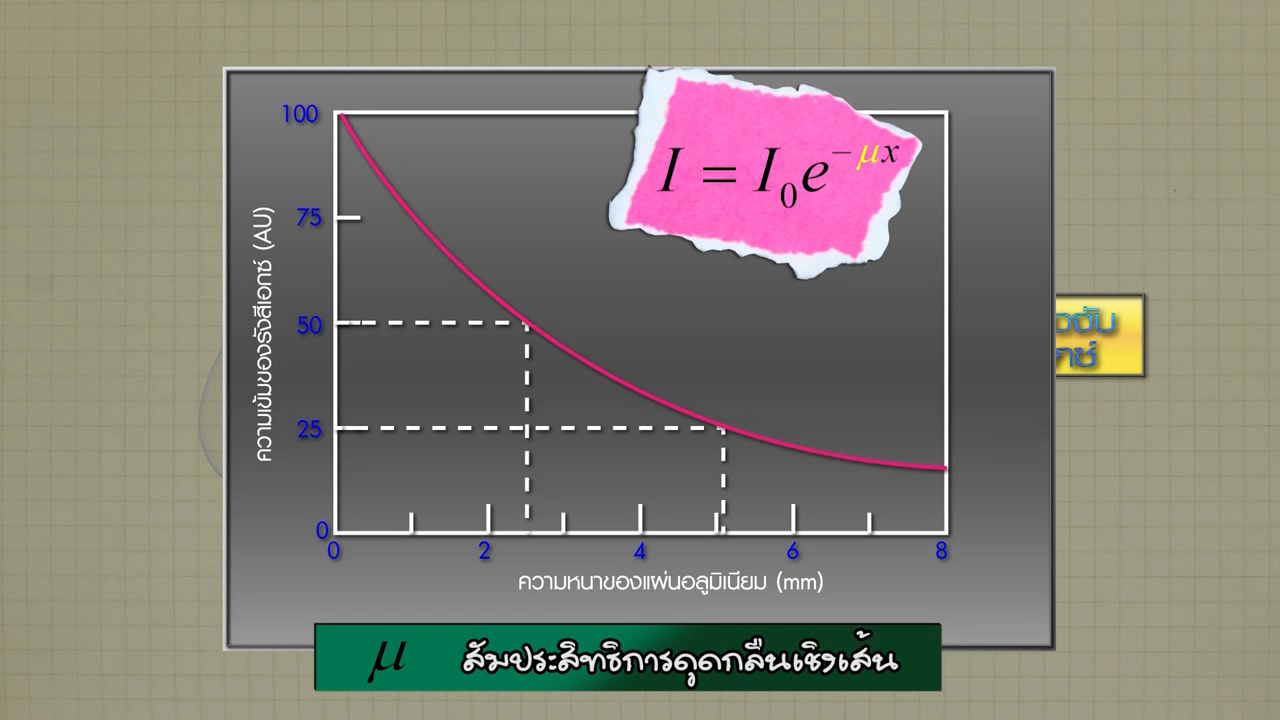 I = I₀e⁻μx
100
75
50
25
0
0 2 4 6 8
ความเข้มของรังสีเอกซ์ (AU)
ความหนาของแผ่นอลูมิเนียม (mm)
μ สัมประสิทธิการดูดกลืนเชิงเส้น